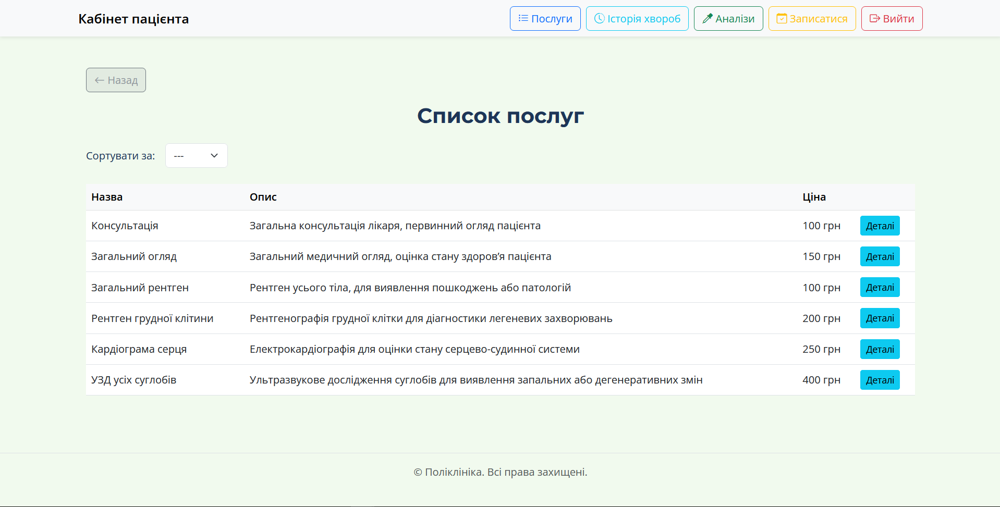 Кабінет пацієнта
Послуги
Історія хвороб
Аналізи
Записатися
Вийти
← Назад
Список послуг
Сортувати за: ---
Назва Опис Ціна
Консультація Загальна консультація лікаря, первинний огляд пацієнта 100 грн Деталі
Загальний огляд Загальний медичний огляд, оцінка стану здоров’я пацієнта 150 грн Деталі
Загальний рентген Рентген усього тіла, для виявлення пошкоджень або патологій 100 грн Деталі
Рентген грудної клітини Рентгенографія грудної клітки для діагностики легеневих захворювань 200 грн Деталі
Кардіограма серця Електрокардіографія для оцінки стану серцево-судинної системи 250 грн Деталі
УЗД усіх суглобів Ультразвукове дослідження суглобів для виявлення запальних або дегенеративних змін 400 грн Деталі
© Поліклініка. Всі права захищені.